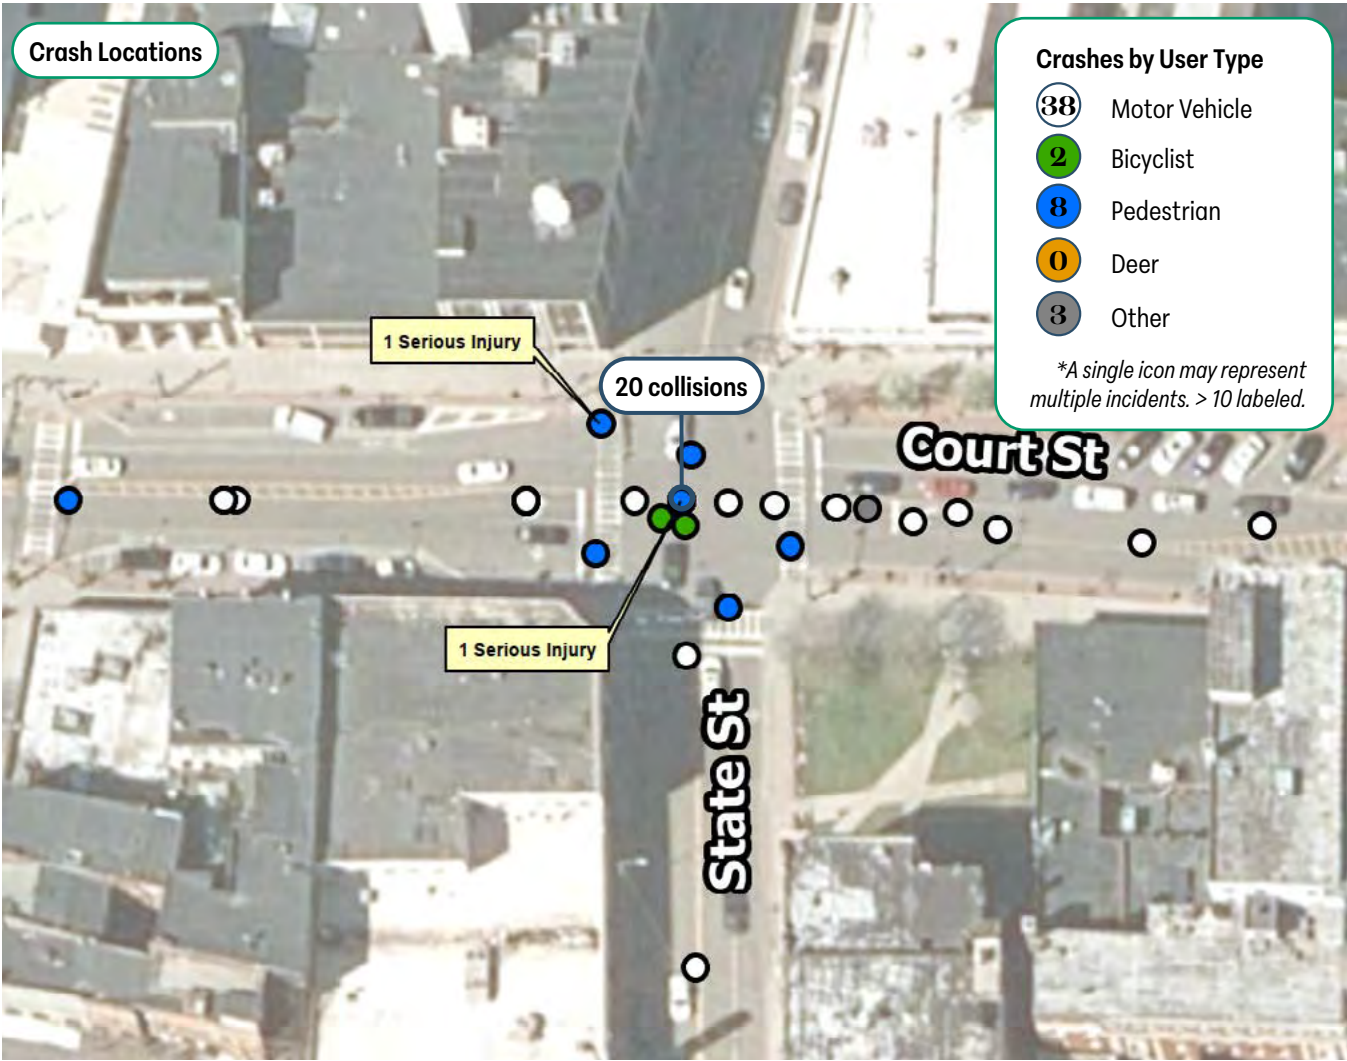 Crash Locations
Crashes by User Type
38 Motor Vehicle
2 Bicyclist
8 Pedestrian
0 Deer
3 Other
*A single icon may represent
multiple incidents. > 10 labeled.
1 Serious Injury
20 collisions
Court St
1 Serious Injury
State St